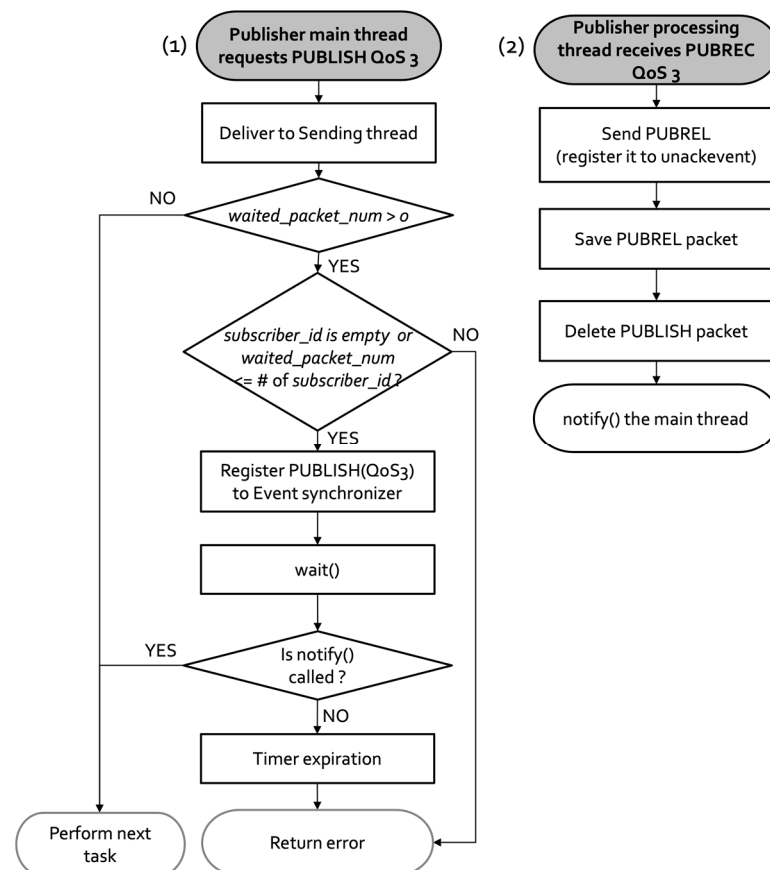 (1)
Publisher main thread
requests PUBLISH QoS 3
Deliver to Sending thread
NO
waited_packet_num > 0
YES
subscriber_id is empty or
waited_packet_num
<= # of subscriber_id ?
NO
YES
Register PUBLISH(QoS3)
to Event synchronizer
wait()
YES
Is notify()
called ?
NO
Timer expiration
Perform next
task
Return error
(2)
Publisher processing
thread receives PUBREC
QoS 3
Send PUBREL
(register it to unackevent)
Save PUBREL packet
Delete PUBLISH packet
notify() the main thread